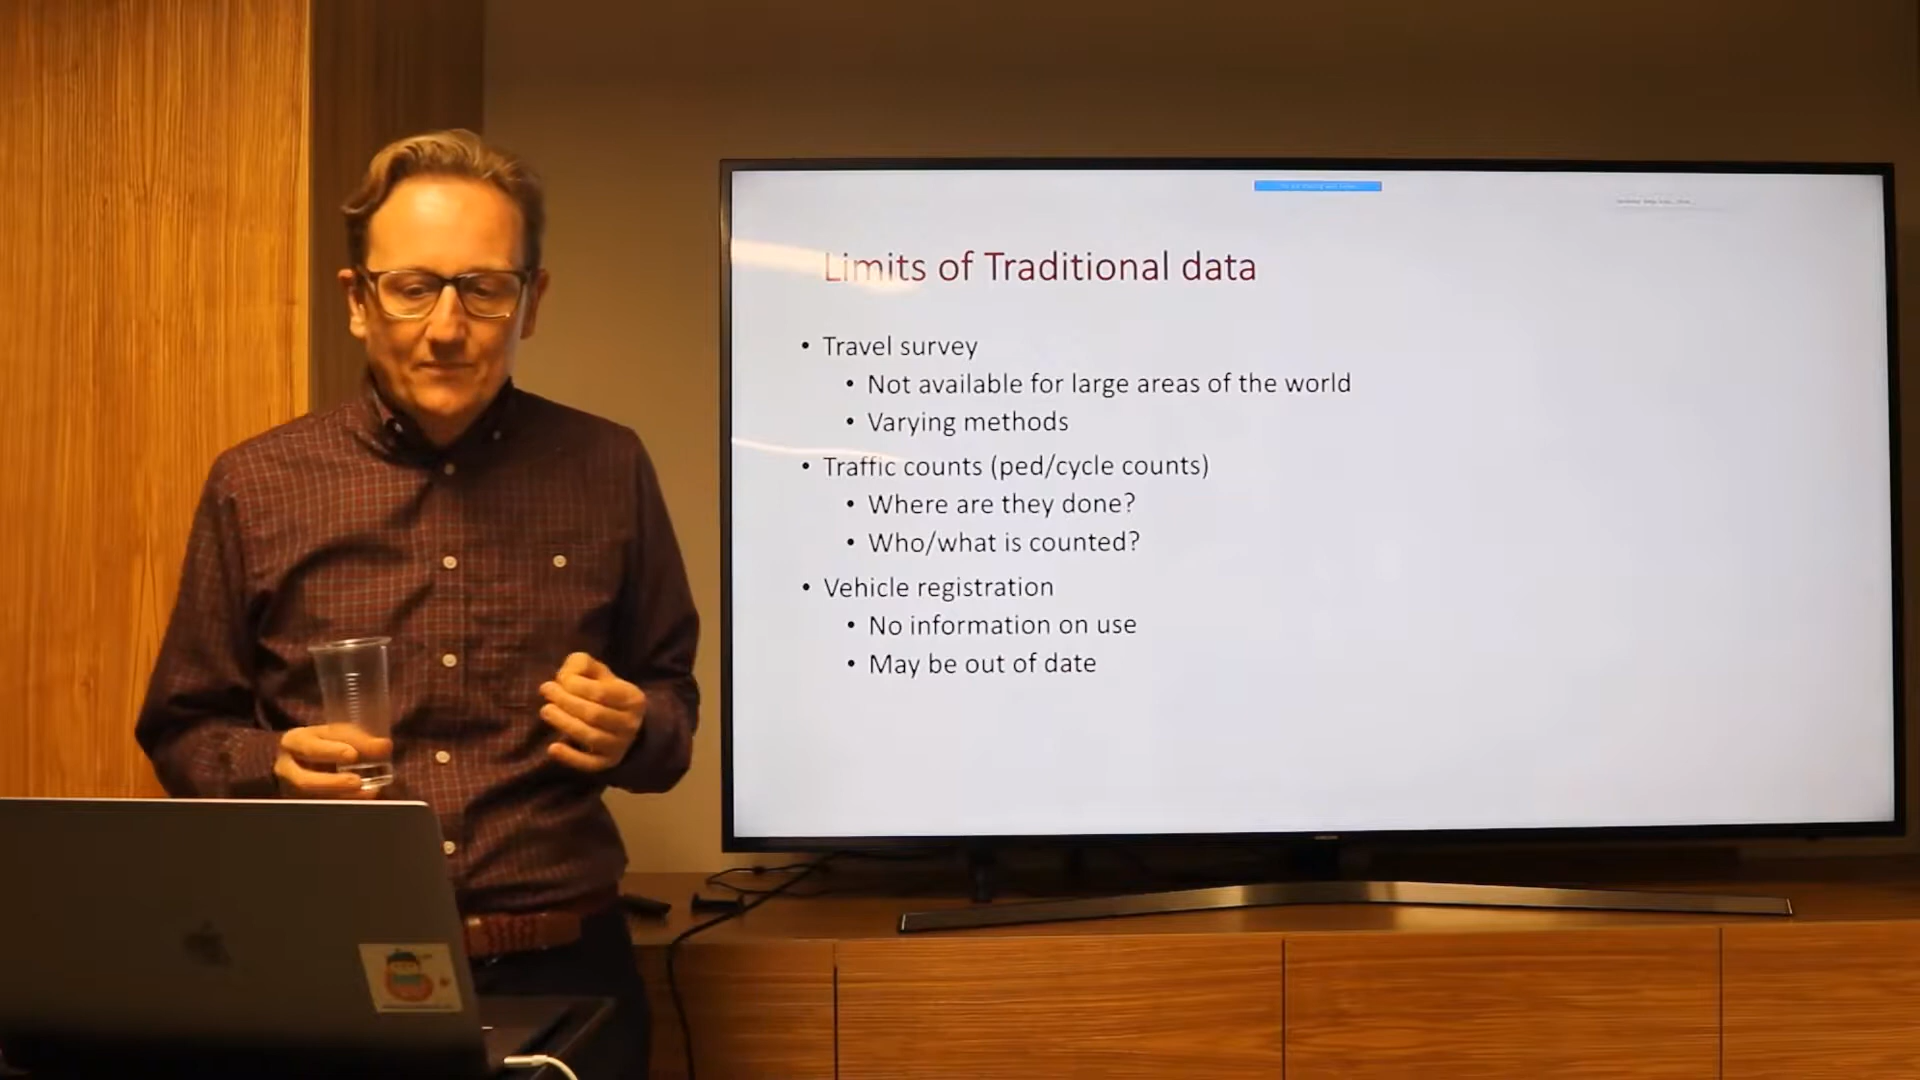 Limits of Traditional data
• Travel survey
• Not available for large areas of the world
• Varying methods
• Traffic counts (ped/cycle counts)
• Where are they done?
• Who/what is counted?
• Vehicle registration
• No information on use
• May be out of date